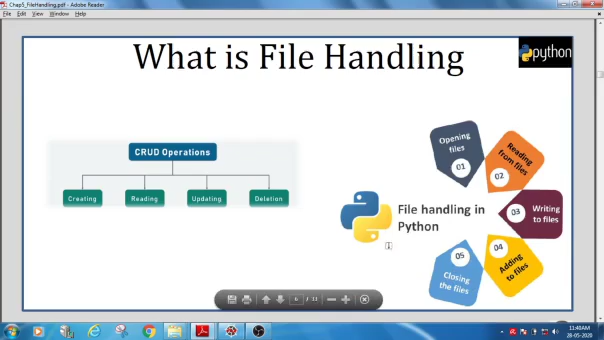 Chap5_FileHandling.pdf - Adobe Reader
File Edit View Window Help
What is File Handling
python
CRUD Operations
Creating Reading Updating Deletion
File handling in
Python
Opening
files
01
Reading
from files
02
03
Writing
to files
04
Adding
to files
05
Closing
the files
6 / 11
11:40AM
28-05-2020